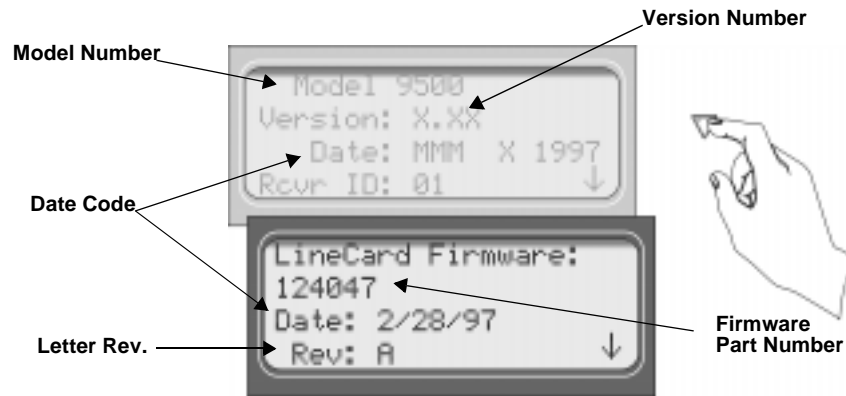 Version Number
Model Number
Model 9500
Version: X.XX
Date: MMM X 1997
Rcvr ID: 01
Date Code
LineCard Firmware:
124047
Date: 2/28/97
Rev: A
Letter Rev.
Firmware
Part Number